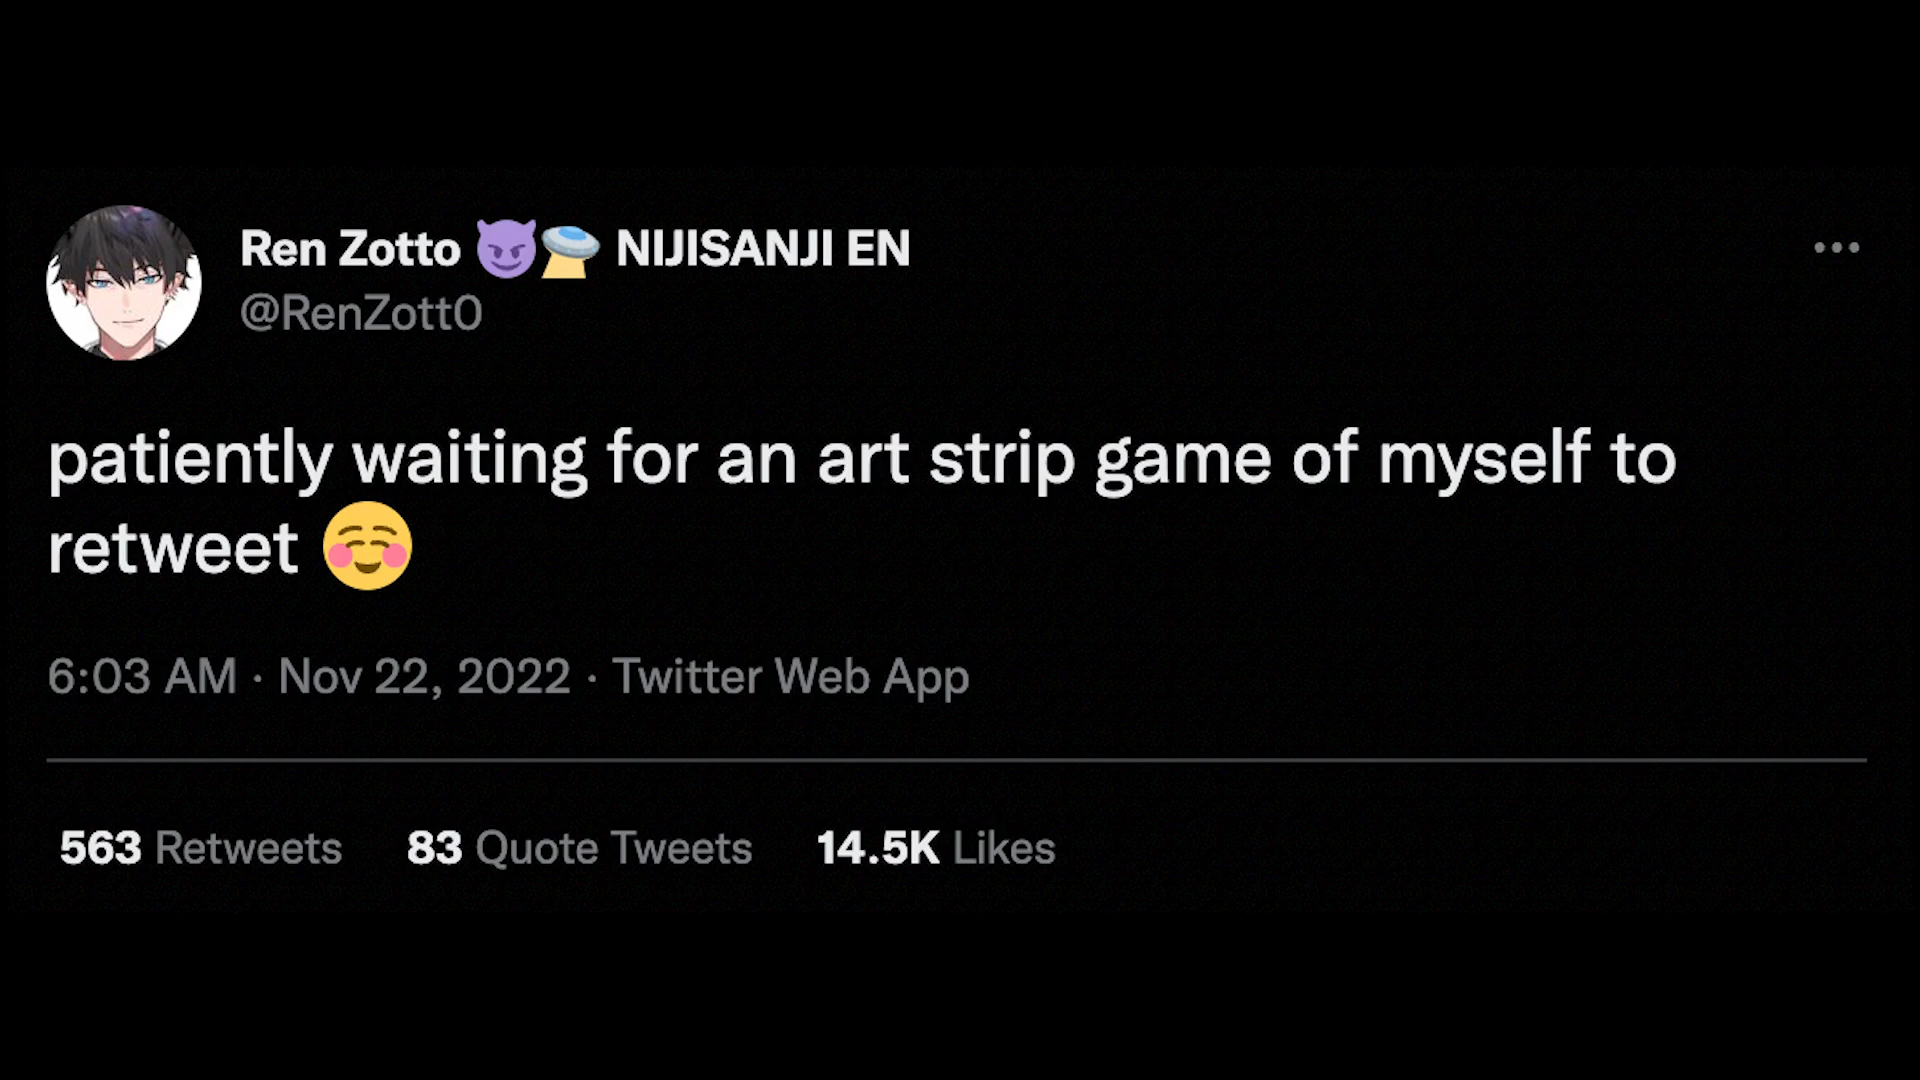 Ren Zotto 😈🛸 NIJISANJI EN
@RenZott0
patiently waiting for an art strip game of myself to
retweet ☺️
6:03 AM · Nov 22, 2022 · Twitter Web App
563 Retweets 83 Quote Tweets 14.5K Likes